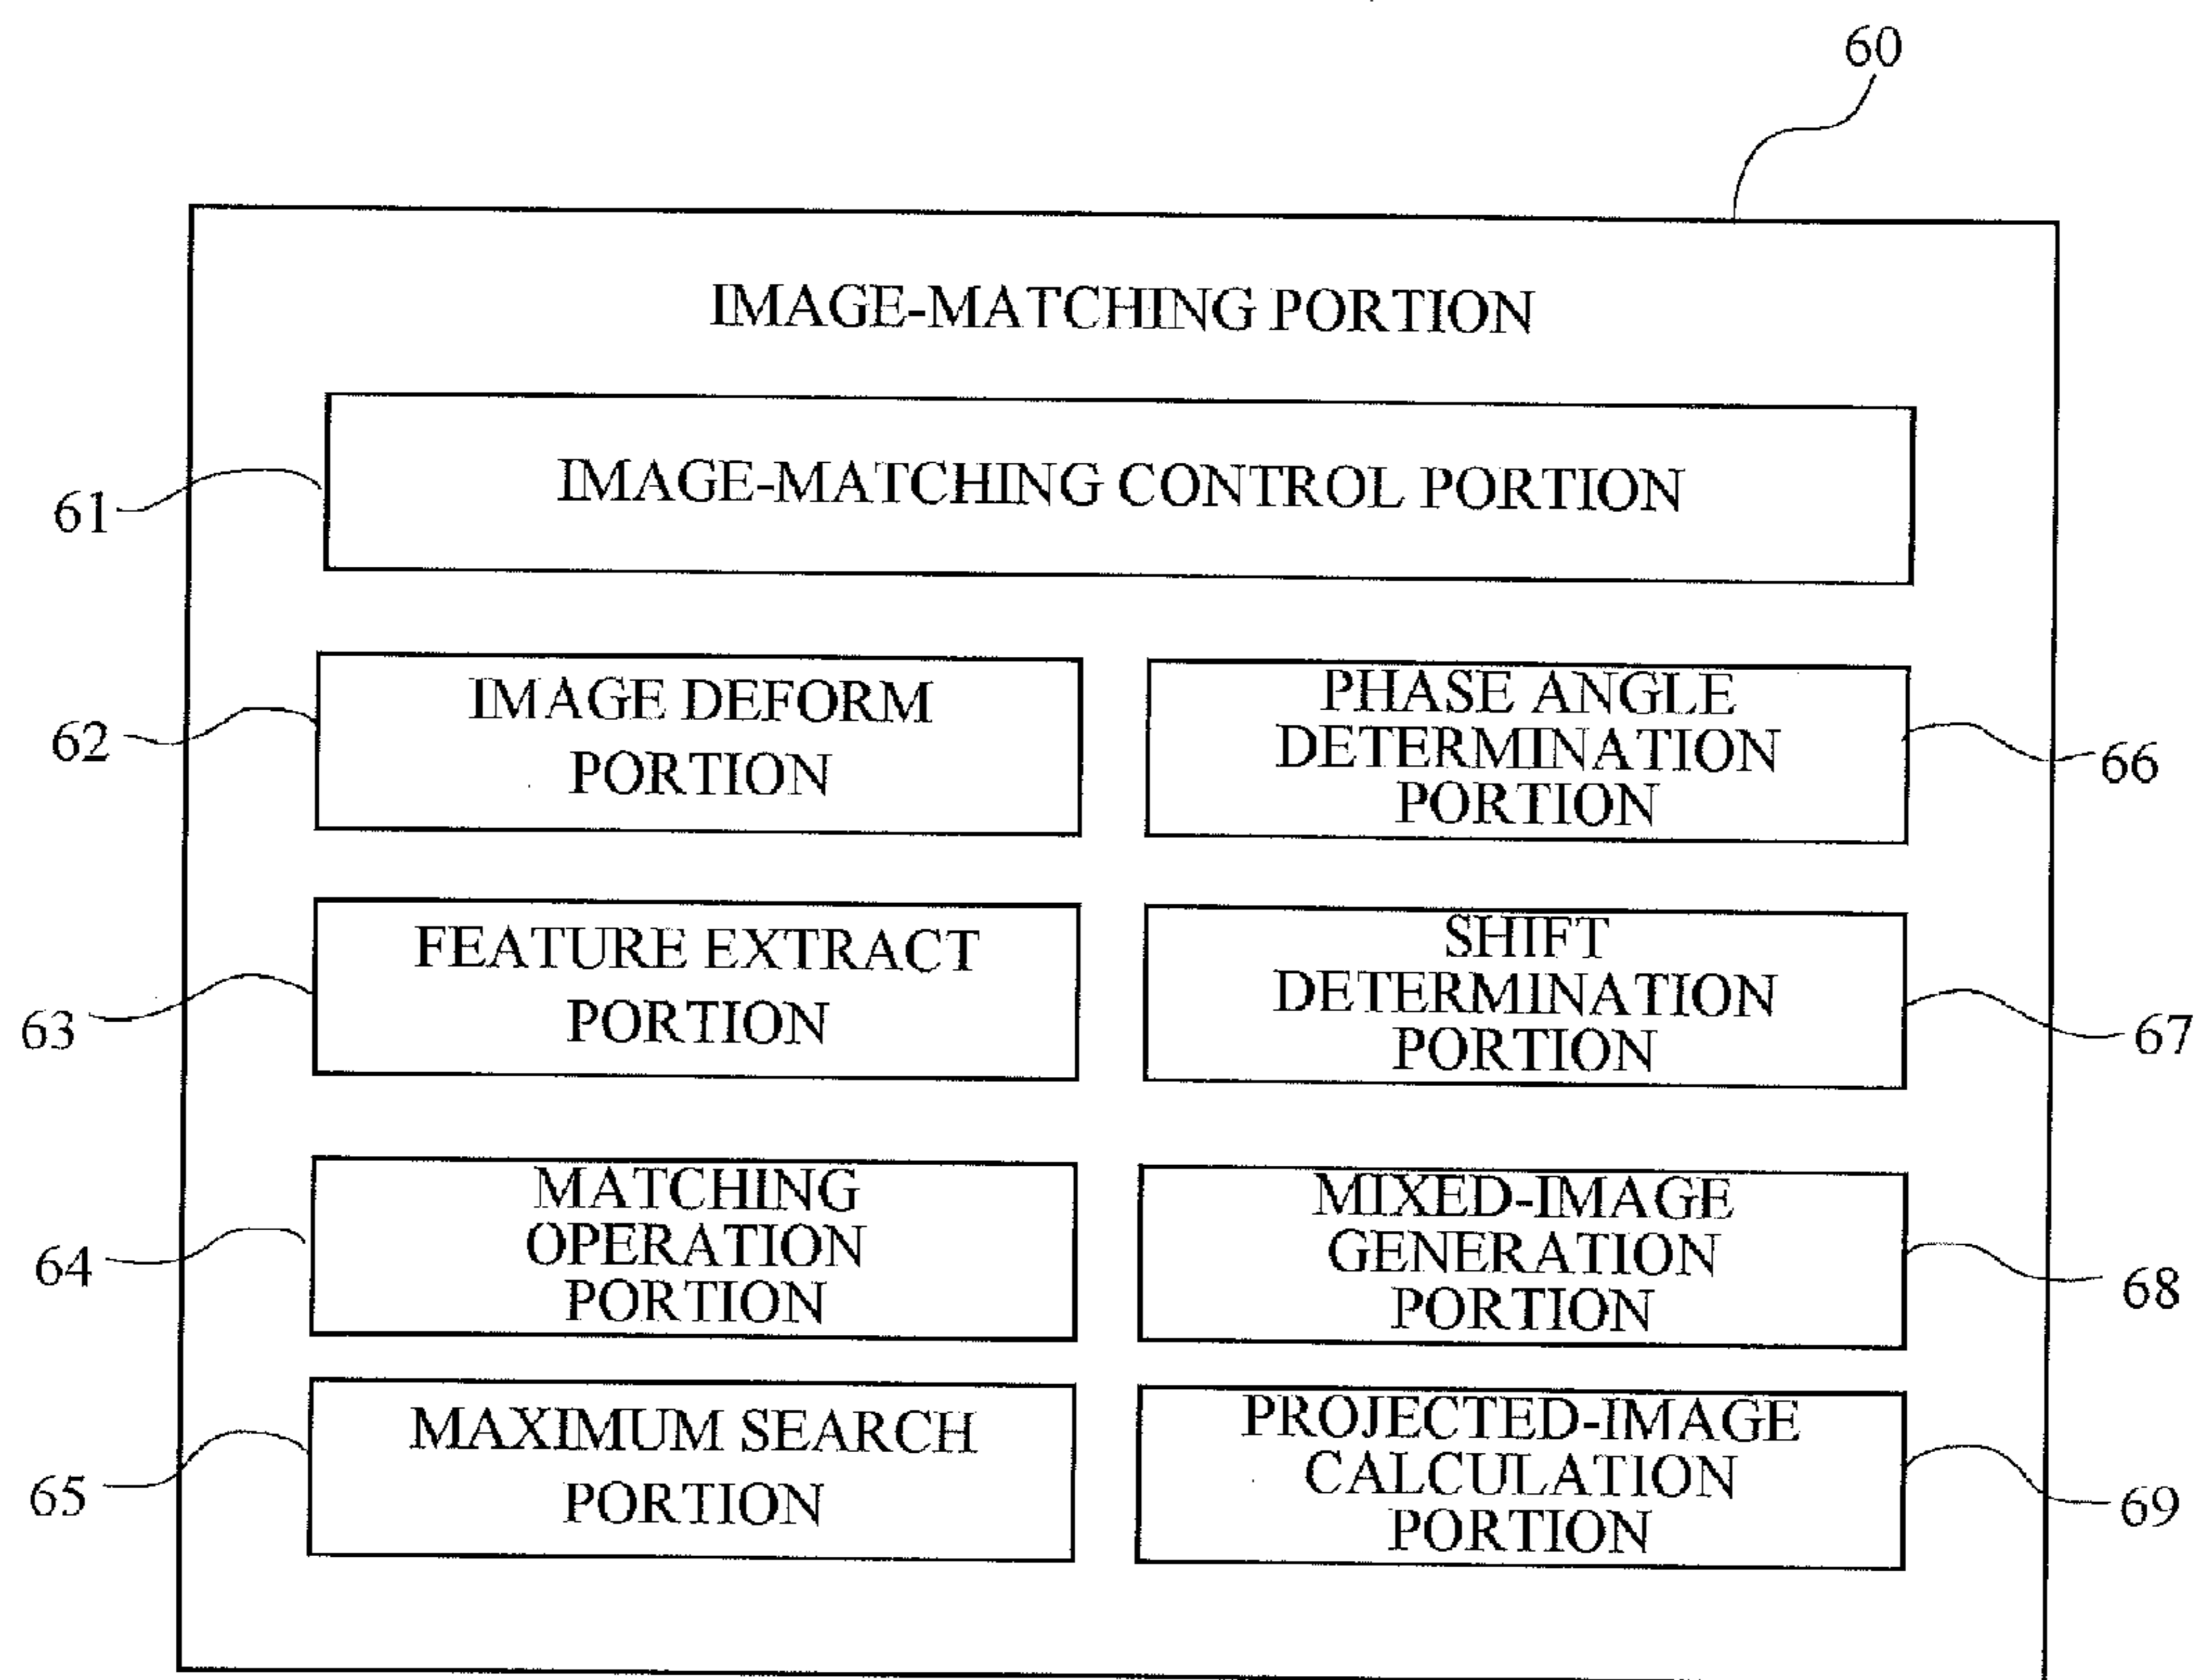 60
IMAGE-MATCHING PORTION
61
IMAGE-MATCHING CONTROL PORTION
62
IMAGE DEFORM
PORTION
PHASE ANGLE
DETERMINATION
PORTION
66
63
FEATURE EXTRACT
PORTION
SHIFT
DETERMINATION
PORTION
67
64
MATCHING
OPERATION
PORTION
MIXED-IMAGE
GENERATION
PORTION
68
65
MAXIMUM SEARCH
PORTION
PROJECTED-IMAGE
CALCULATION
PORTION
69